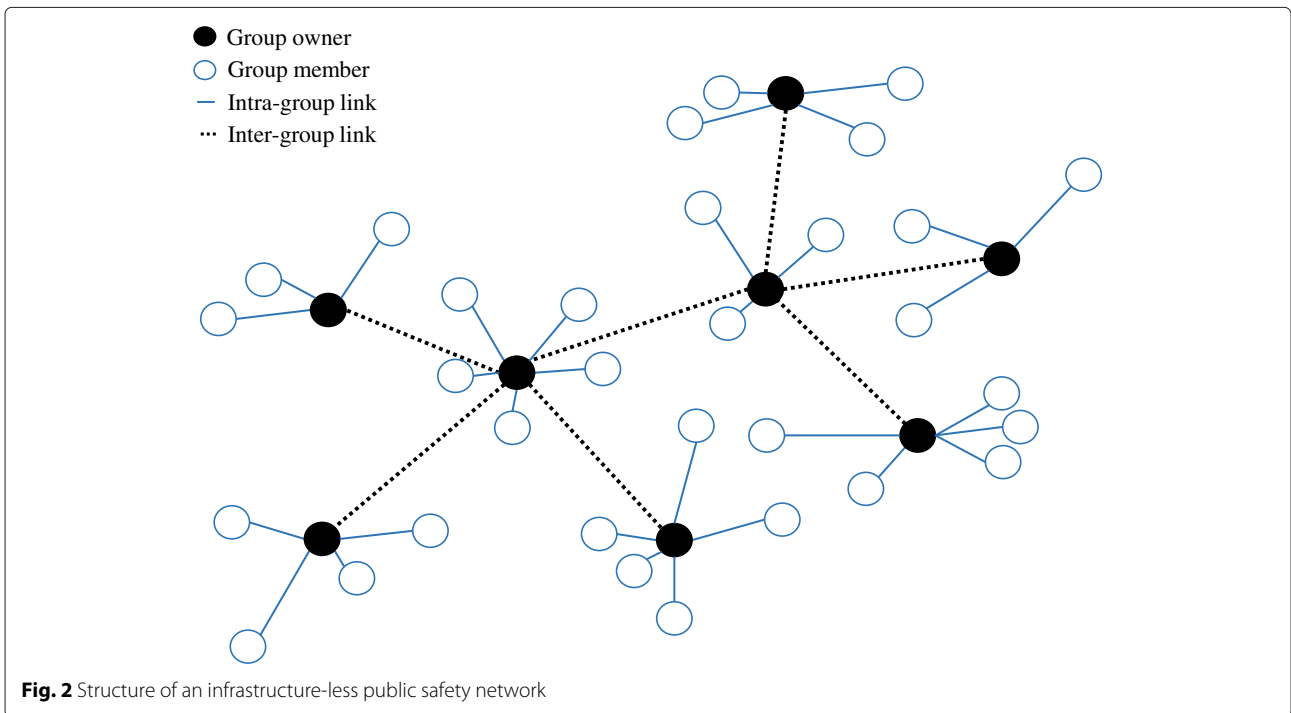 Group owner
Group member
Intra-group link
Inter-group link
Fig. 2 Structure of an infrastructure-less public safety network